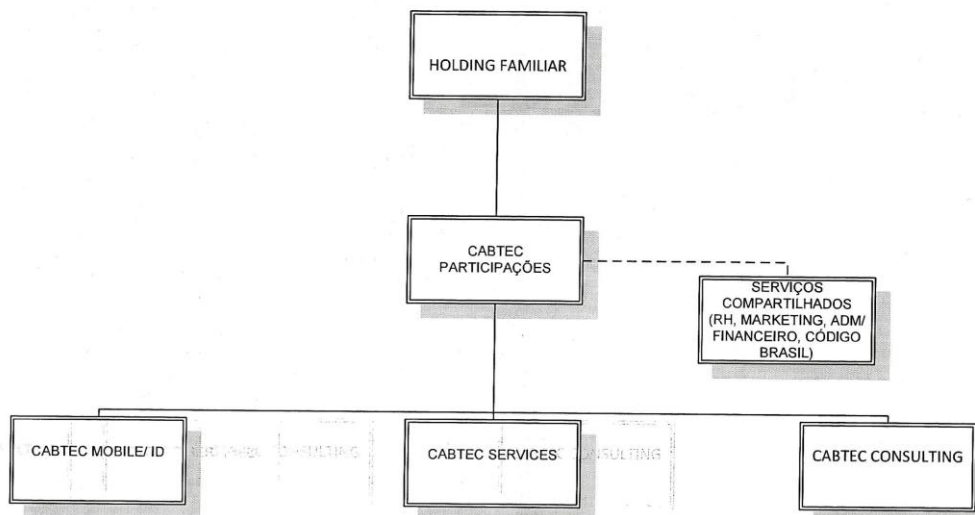 HOLDING FAMILIAR
CABTEC
PARTICIPAÇÕES
SERVIÇOS
COMPARTILHADOS
(RH, MARKETING, ADM/
FINANCEIRO, CÓDIGO
BRASIL)
CABTEC MOBILE/ ID
CABTEC SERVICES
CONSULTING
CABTEC CONSULTING